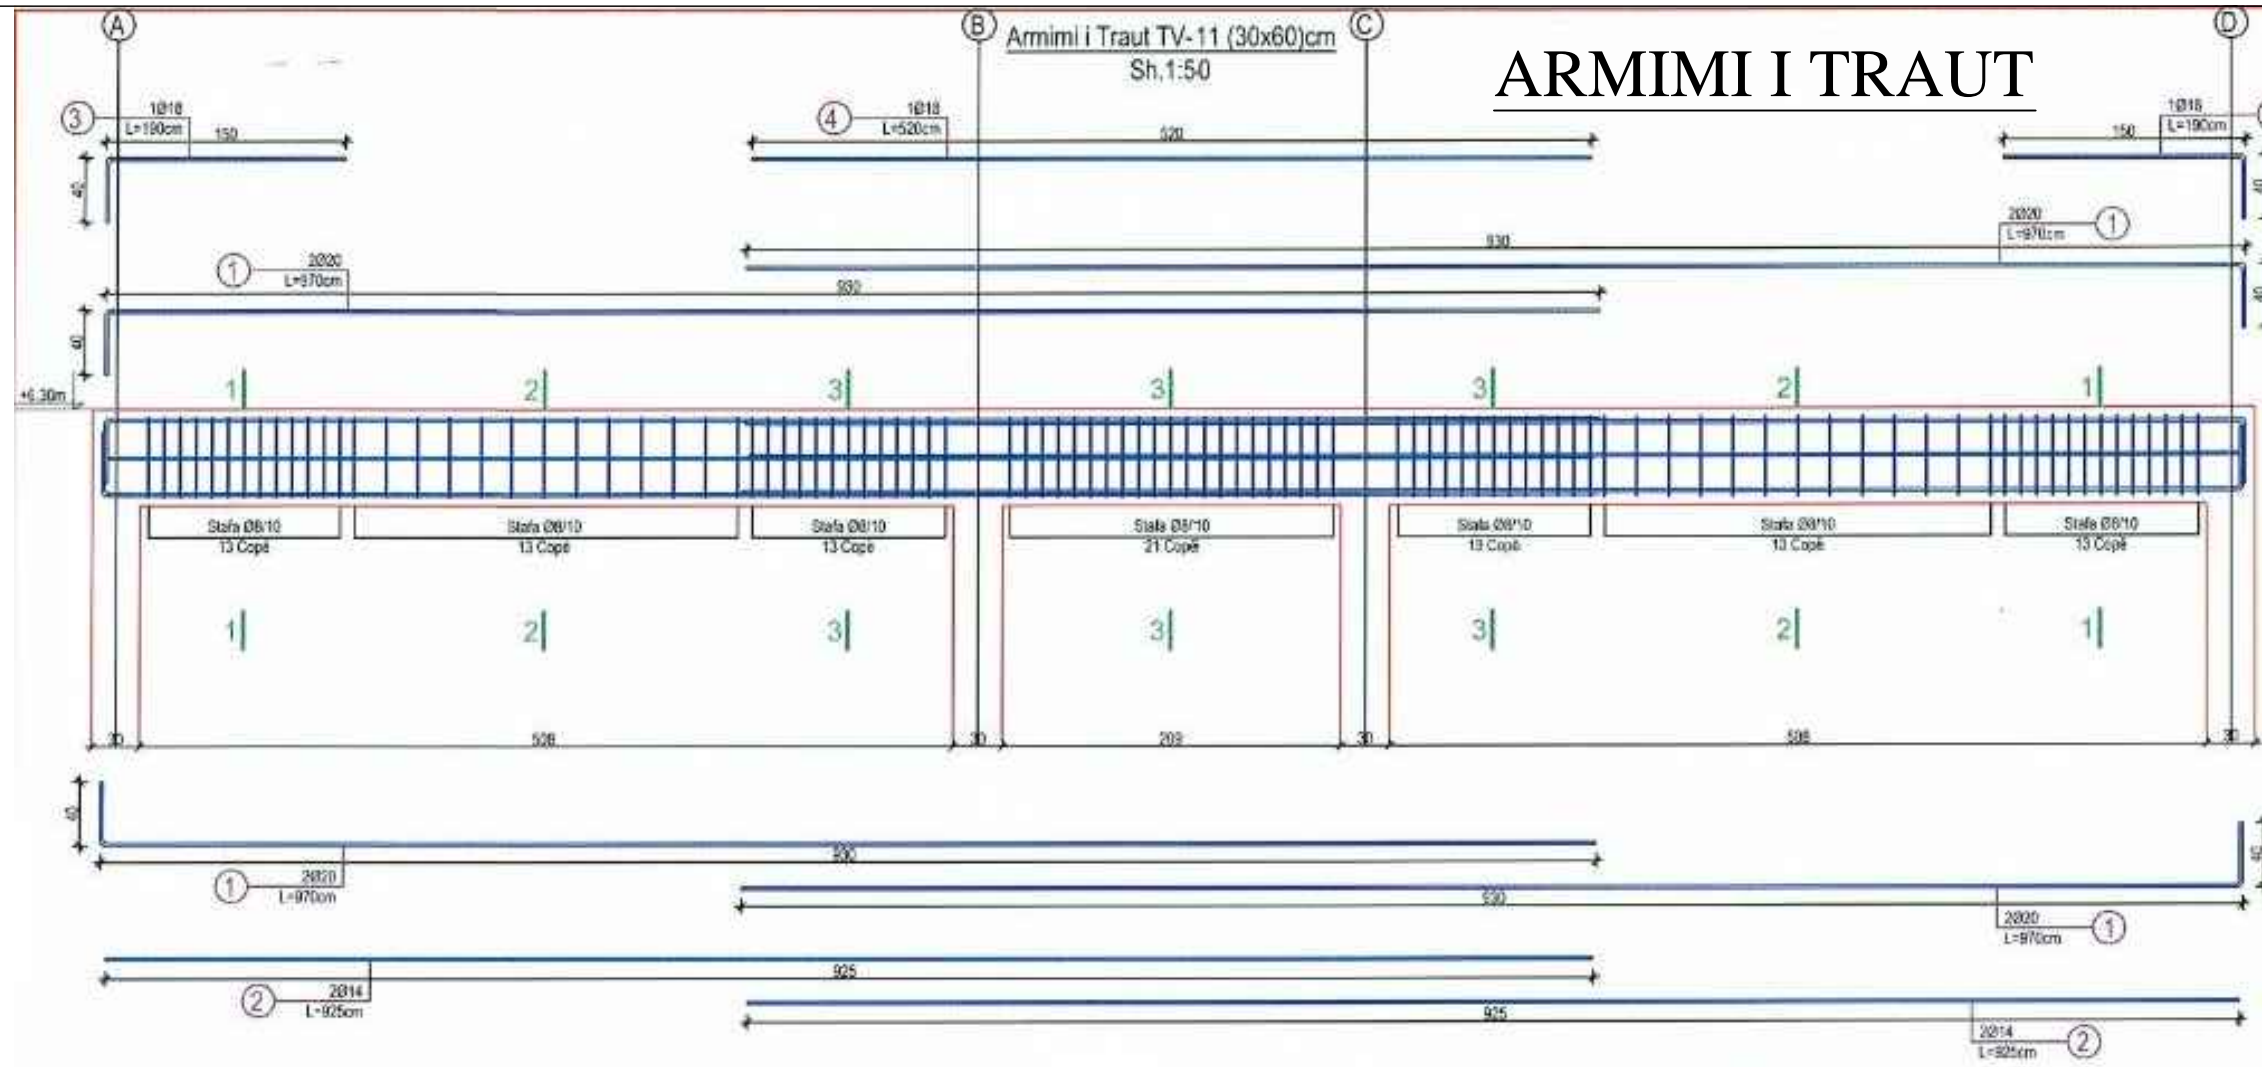 A
B
Armimi i Traut TV-11 (30x60)cm
Sh.1:50
C
ARMIMI I TRAUT
D
3
1Ø18
L=190cm
150
40
4
1Ø18
L=520cm
520
1Ø18
L=190cm
150
40
2Ø20
L=970cm
1
930
40
1
2Ø20
L=970cm
930
40
+6.30m
1
2
3
3
3
2
1
Stafa Ø8/10
13 Copë
Stafa Ø8/10
13 Copë
Stafa Ø8/10
13 Copë
Stafa Ø8/10
21 Copë
Stafa Ø8/10
13 Copë
Stafa Ø8/10
13 Copë
Stafa Ø8/10
13 Copë
1
2
3
3
3
2
1
30
30
209
30
30
40
930
1
2Ø20
L=970cm
40
930
2Ø20
L=970cm
1
925
2
2Ø14
L=925cm
925
2Ø14
L=925cm
2